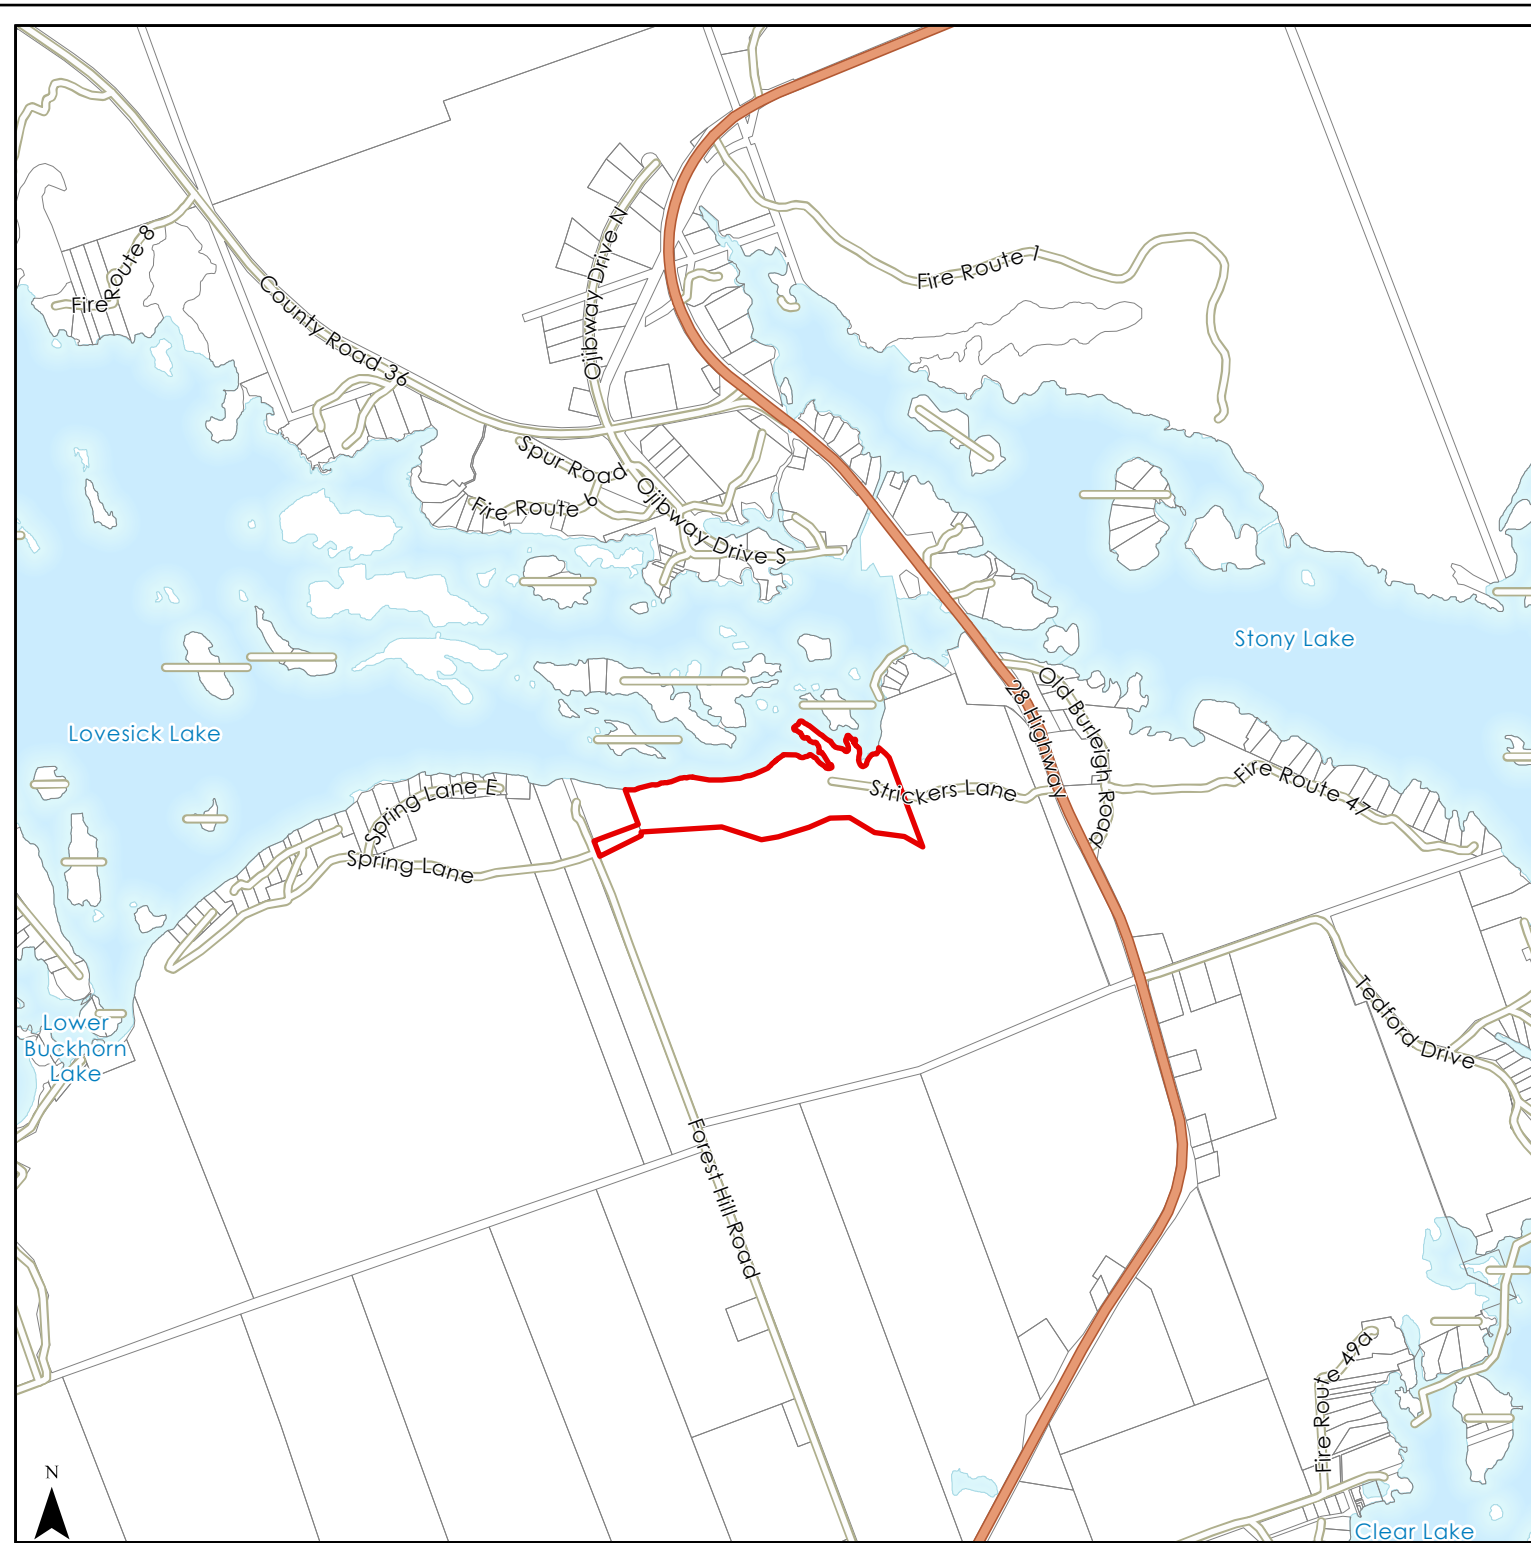 Fire Route 8
County Road 36
Ojibway Drive N
Fire Route 1
Spur Road
Fire Route 6
Ojibway Drive S
Stony Lake
Lovesick Lake
28 Highway
Old Burleigh Road
Spring Lane E
Strickers Lane
Fire Route 47
Spring Lane
Lower
Buckhorn
Lake
Tedford Drive
Forest Hill Road
Fire Route 49a
N
Clear Lake